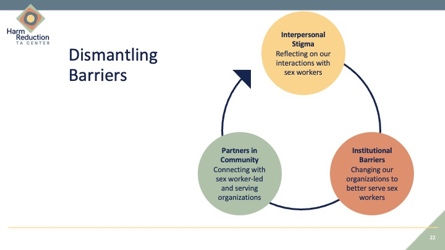 Harm
Reduction
TA CENTER
Dismantling
Barriers
Interpersonal
Stigma
Reflecting on our
interactions with
sex workers
Partners in
Community
Connecting with
sex worker-led
and serving
organizations
Institutional
Barriers
Changing our
organizations to
better serve sex
workers
22